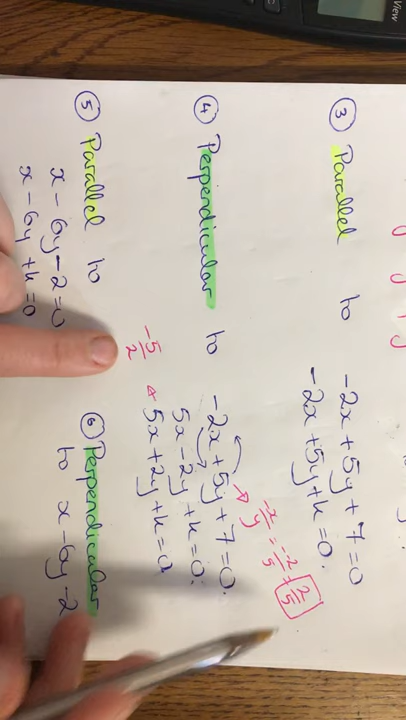 View
③ Parallel to -2x + 5y + 7 = 0
-2x + 5y + k = 0.
④ Perpendicular to -2x + 5y + 7 = 0.
5x - 2y + k = 0.
5x + 2y + k = 0
-5/2
2/5
⑤ Parallel to
x - 6y - 2 = 0
x - 6y + k = 0
⑥ Perpendicular
to x - 6y - 2